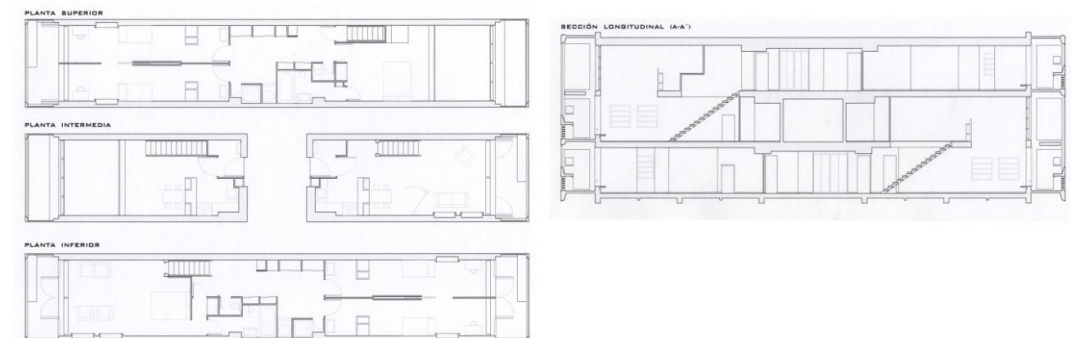 PLANTA SUPERIOR
PLANTA INTERMEDIA
PLANTA INFERIOR
SECCIÓN LONGITUDINAL (A-A´)